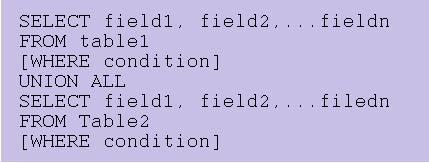 SELECT field1, field2,...fieldn
FROM table1
[WHERE condition]
UNION ALL
SELECT field1, field2,...filedn
FROM Table2
[WHERE condition]